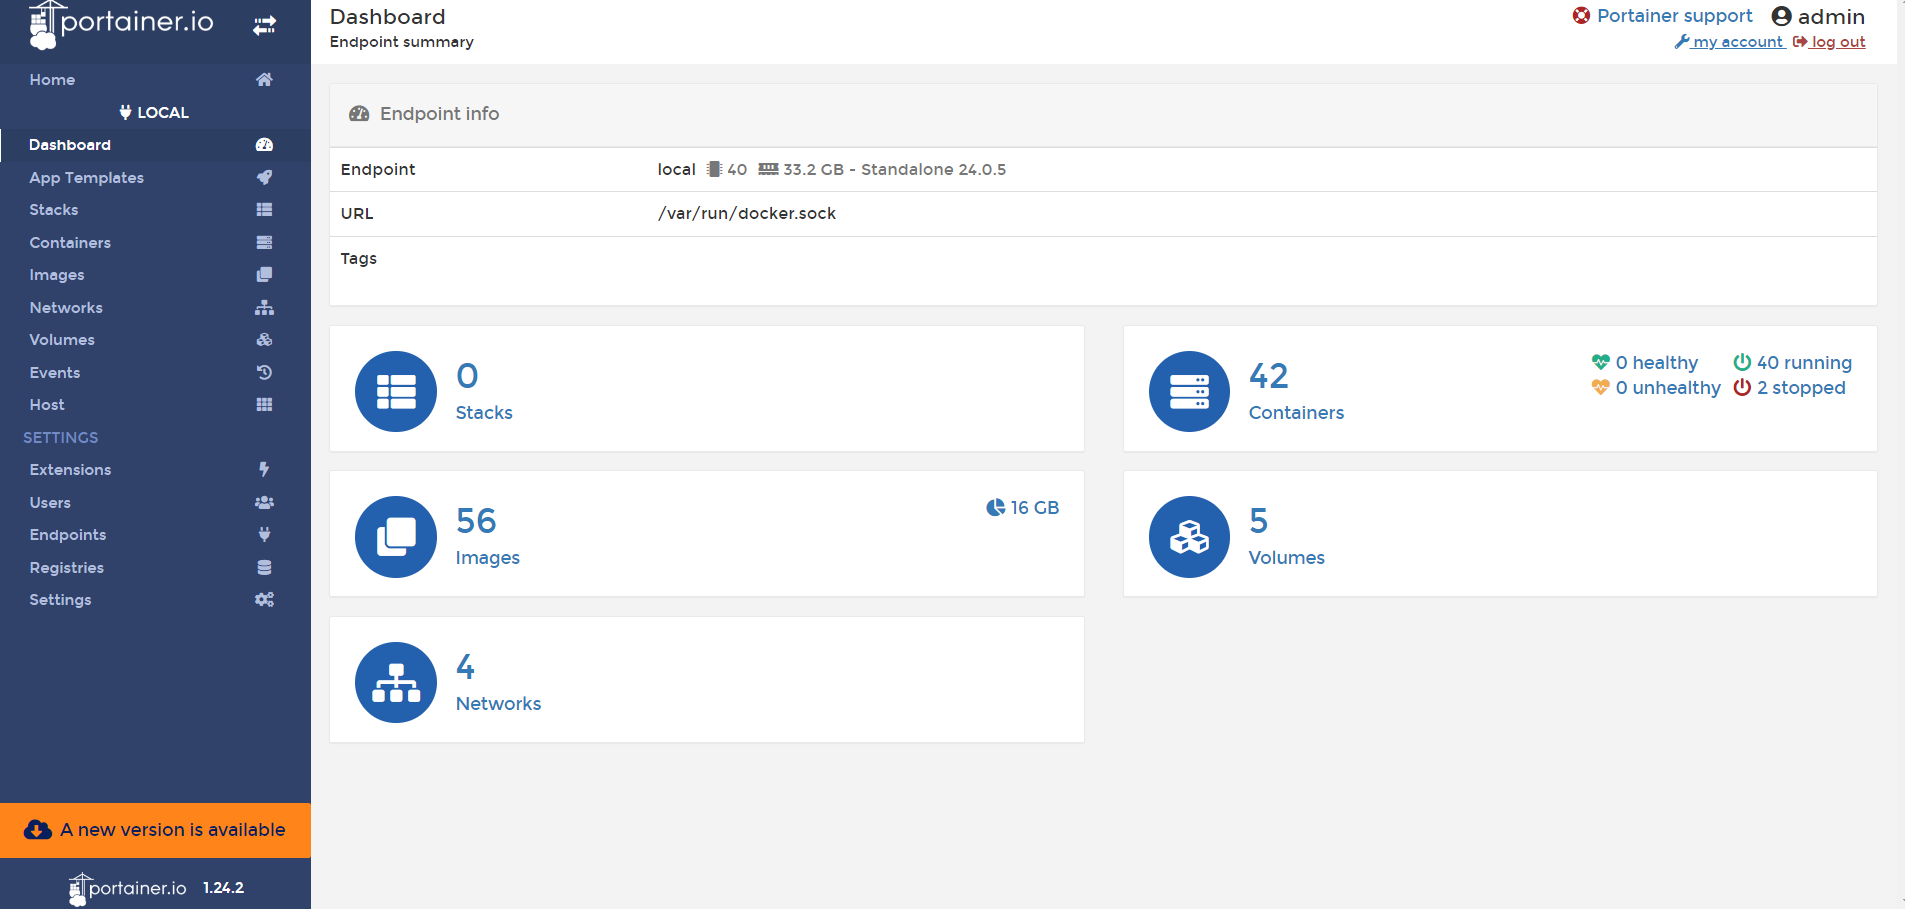 portainer.io
Home
LOCAL
Dashboard
App Templates
Stacks
Containers
Images
Networks
Volumes
Events
Host
SETTINGS
Extensions
Users
Endpoints
Registries
Settings
A new version is available
portainer.io 1.24.2
Dashboard
Endpoint summary
Portainer support admin
my account log out
Endpoint info
Endpoint local 40 33.2 GB - Standalone 24.0.5
URL /var/run/docker.sock
Tags
0
Stacks
42
Containers
0 healthy 40 running
0 unhealthy 2 stopped
56
Images
16 GB
5
Volumes
4
Networks